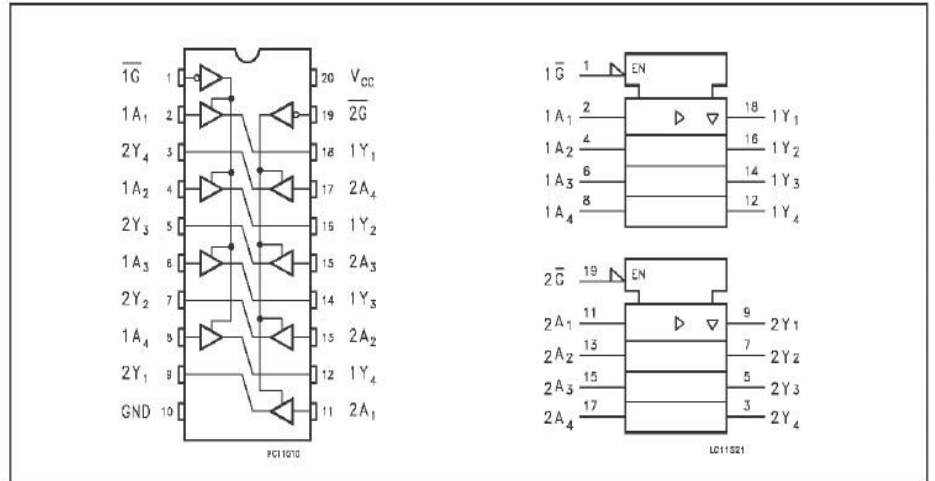 1G̅ 1 20 VCC
1A1 2 19 2G̅
2Y4 3 18 1Y1
1A2 4 17 2A4
2Y3 5 16 1Y2
1A3 6 15 2A3
2Y2 7 14 1Y3
1A4 8 13 2A2
2Y1 9 12 1Y4
GND 10 11 2A1
1G̅ 1 EN
1A1 2 18 1Y1
1A2 4 16 1Y2
1A3 6 14 1Y3
1A4 8 12 1Y4
2G̅ 19 EN
2A1 11 9 2Y1
2A2 13 7 2Y2
2A3 15 5 2Y3
2A4 17 3 2Y4